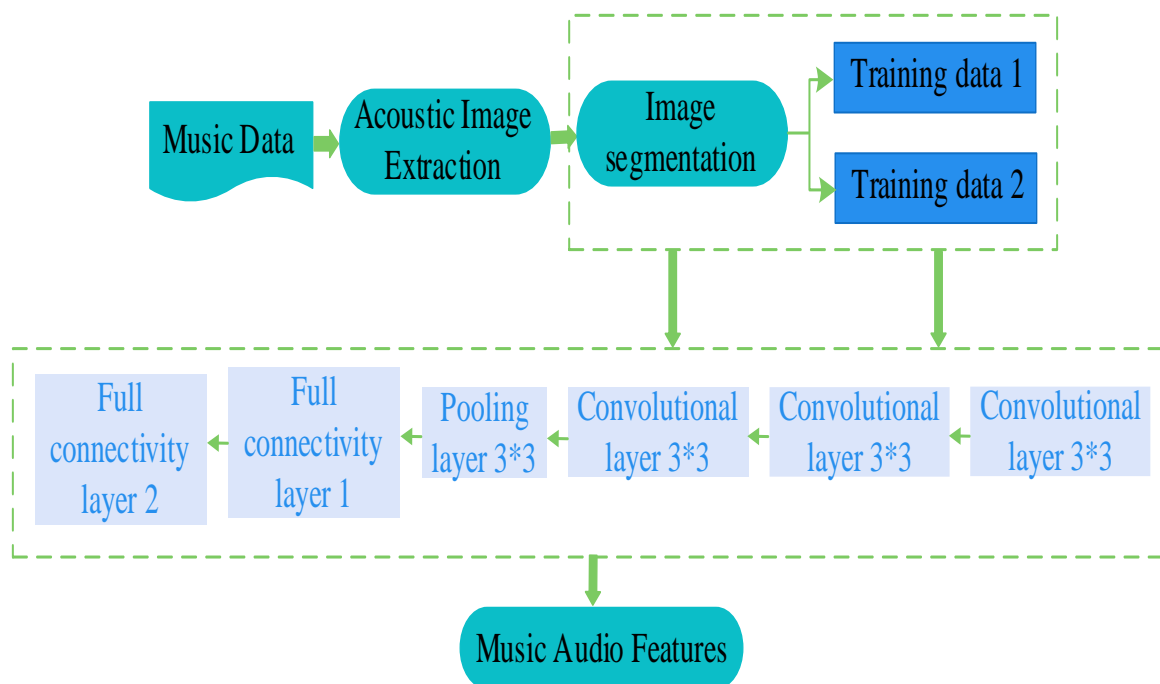 Music Data
Acoustic Image
Extraction
Image
segmentation
Training data 1
Training data 2
Full
connectivity
layer 2
Full
connectivity
layer 1
Pooling
layer 3*3
Convolutional
layer 3*3
Convolutional
layer 3*3
Convolutional
layer 3*3
Music Audio Features